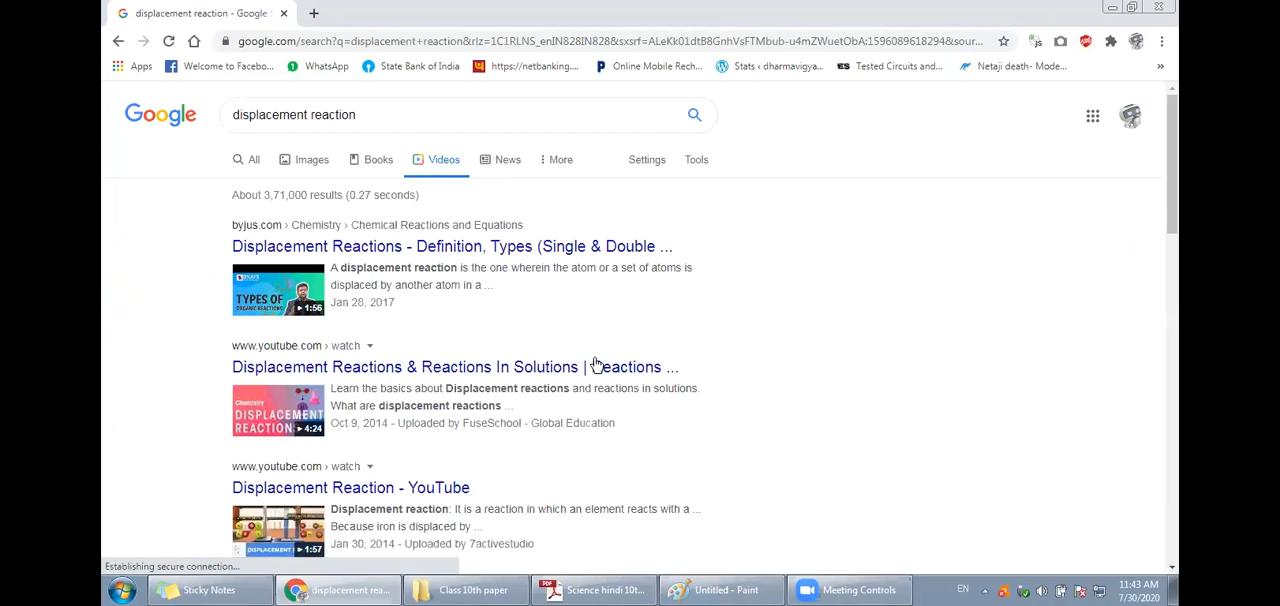 displacement reaction - Google S
google.com/search?q=displacement+reaction&rlz=1C1RLNS_enIN828IN828&sxsrf=ALeKk01dtB8GnhVsFTMbub-u4mZWuetObA:1596089618294&sour...
Apps Welcome to Facebo... WhatsApp State Bank of India https://netbanking.... Online Mobile Rech... Stats ‹ dharmavigya... Tested Circuits and... Netaji death- Mode... »
Google displacement reaction
All Images Books Videos News More Settings Tools
About 3,71,000 results (0.27 seconds)
byjus.com › Chemistry › Chemical Reactions and Equations
Displacement Reactions - Definition, Types (Single & Double ...
A displacement reaction is the one wherein the atom or a set of atoms is
displaced by another atom in a ...
Jan 28, 2017
TYPES OF
ORGANIC REACTIONS
1:56
www.youtube.com › watch
Displacement Reactions & Reactions In Solutions | Reactions ...
Learn the basics about Displacement reactions and reactions in solutions.
What are displacement reactions ...
Oct 9, 2014 - Uploaded by FuseSchool - Global Education
Chemistry
DISPLACEMENT
REACTION
4:24
www.youtube.com › watch
Displacement Reaction - YouTube
Displacement reaction: It is a reaction in which an element reacts with a ...
Because iron is displaced by ...
Jan 30, 2014 - Uploaded by 7activestudio
DISPLACEMENT
1:57
Establishing secure connection...
Sticky Notes displacement rea... Class 10th paper Science hindi 10t... Untitled - Paint Meeting Controls EN 11:43 AM
7/30/2020